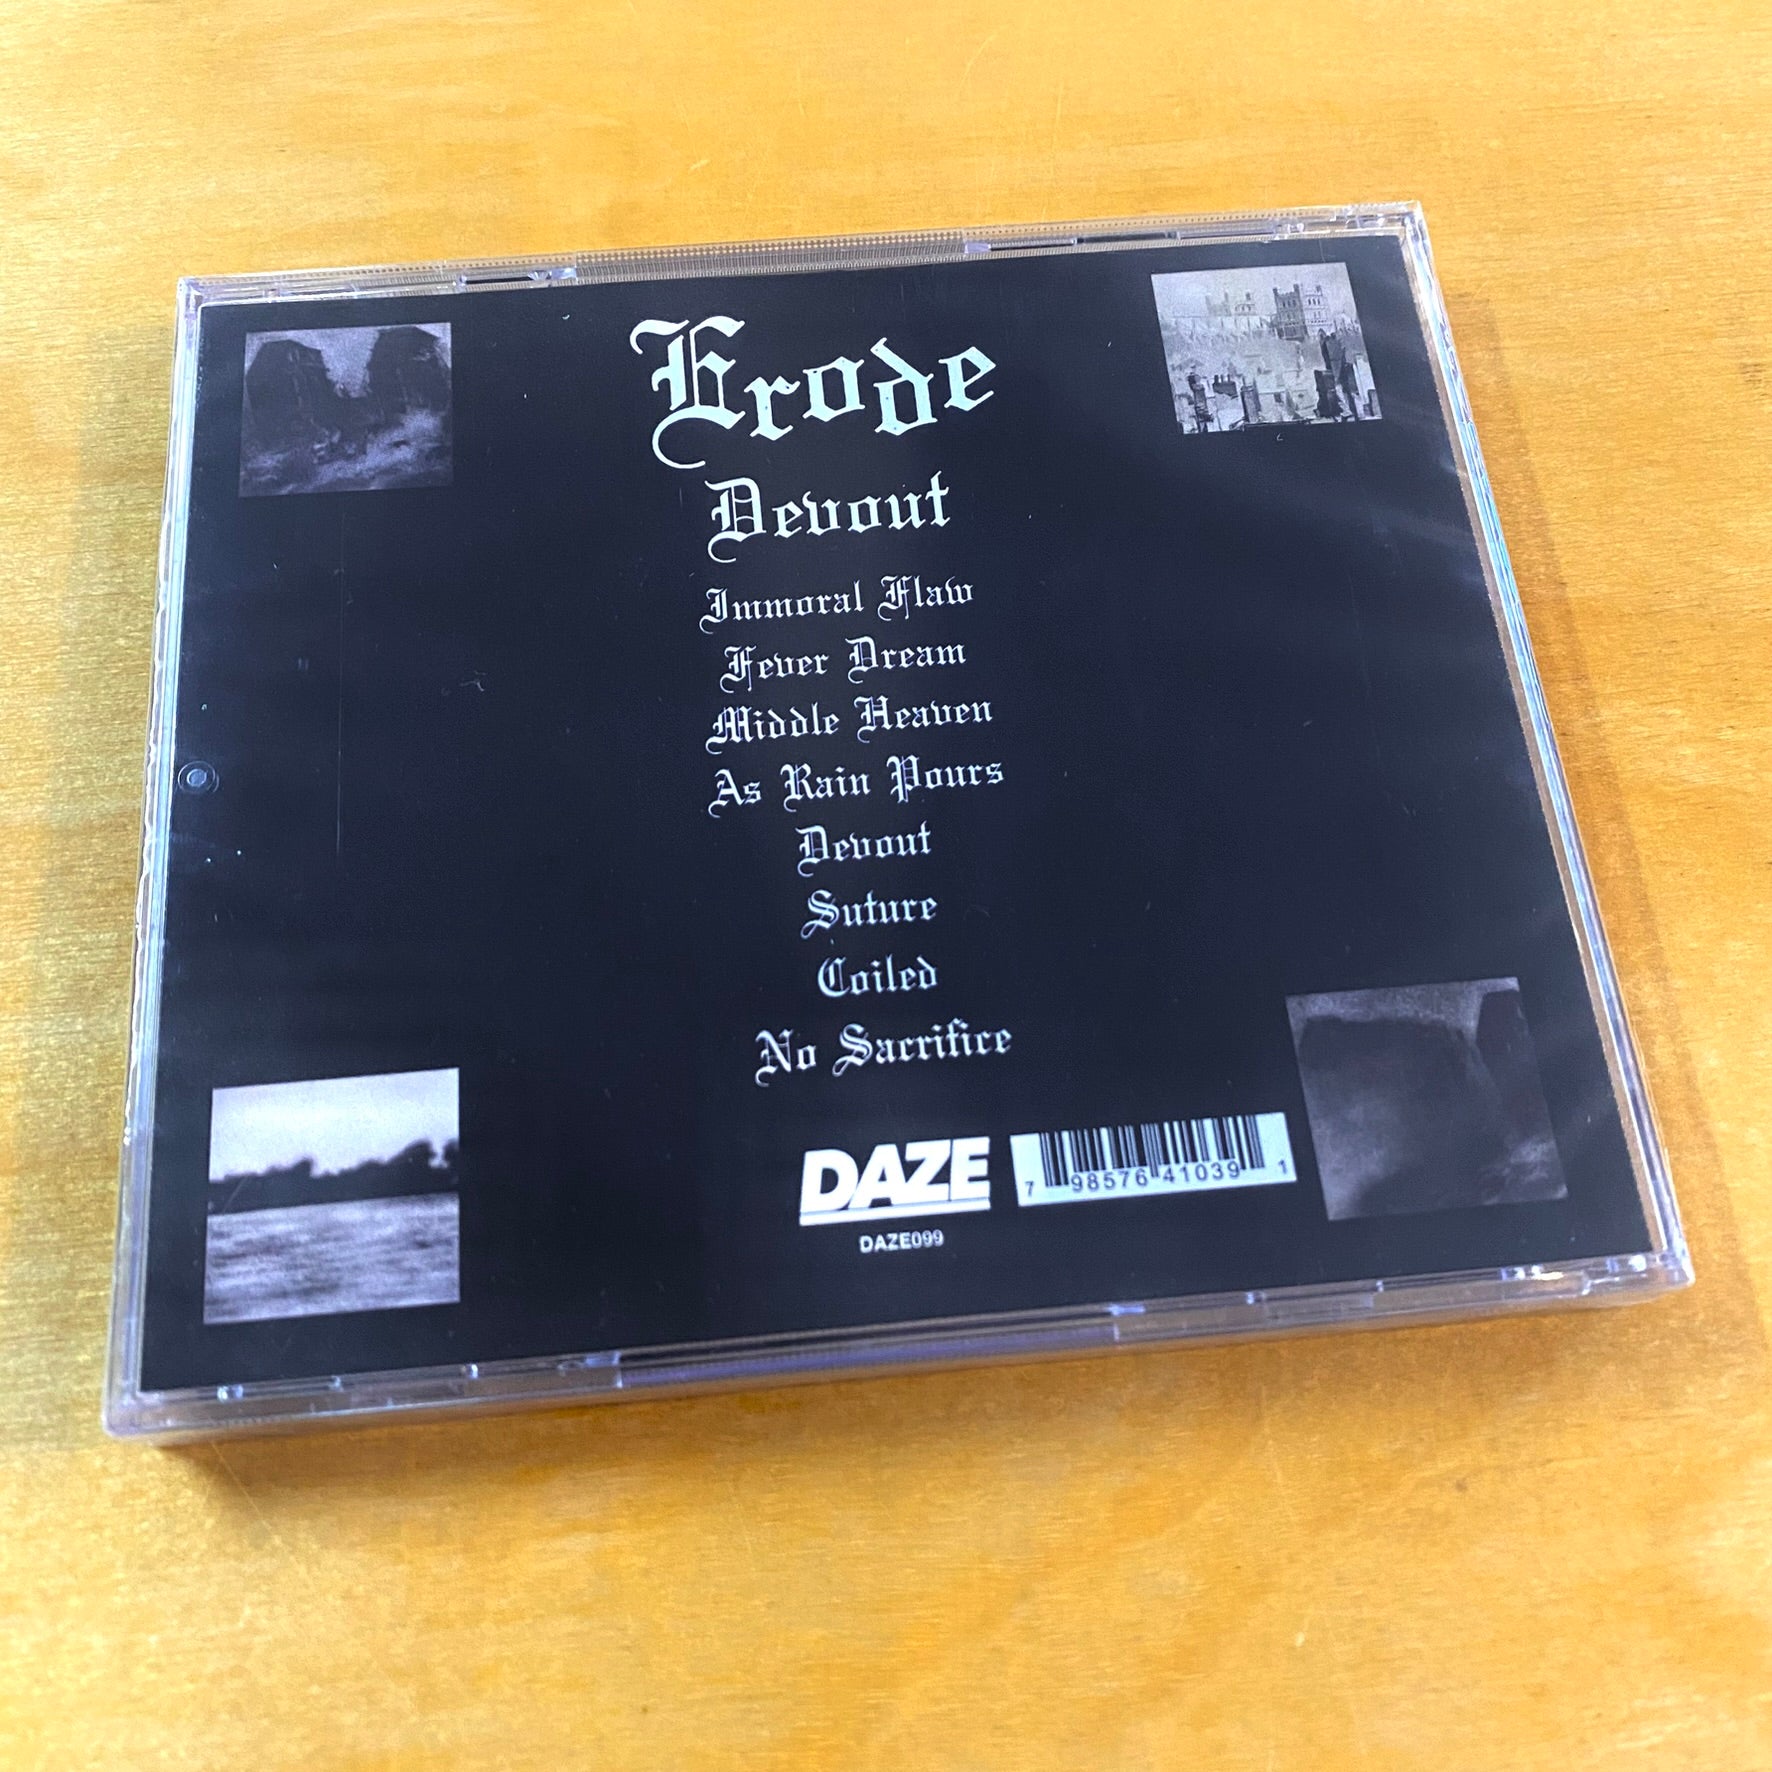 Erode
Devout
Immoral Flaw
Fever Dream
Middle Heaven
As Rain Pours
Devout
Suture
Coiled
No Sacrifice
DAZE
DAZE099
7 98576 41039 1